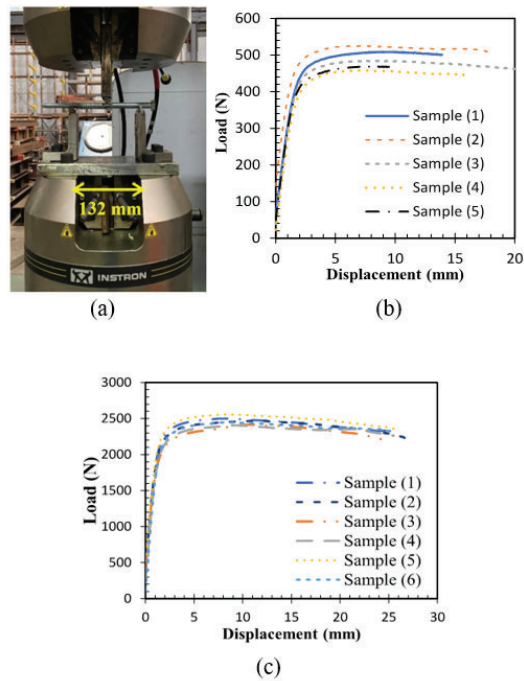 132 mm
INSTRON
(a)
600
500
400
300
200
100
0
Load (N)
Sample (1)
Sample (2)
Sample (3)
Sample (4)
Sample (5)
0 5 10 15 20
Displacement (mm)
(b)
3000
2500
2000
1500
1000
500
0
Load (N)
Sample (1)
Sample (2)
Sample (3)
Sample (4)
Sample (5)
Sample (6)
0 5 10 15 20 25 30
Displacement (mm)
(c)